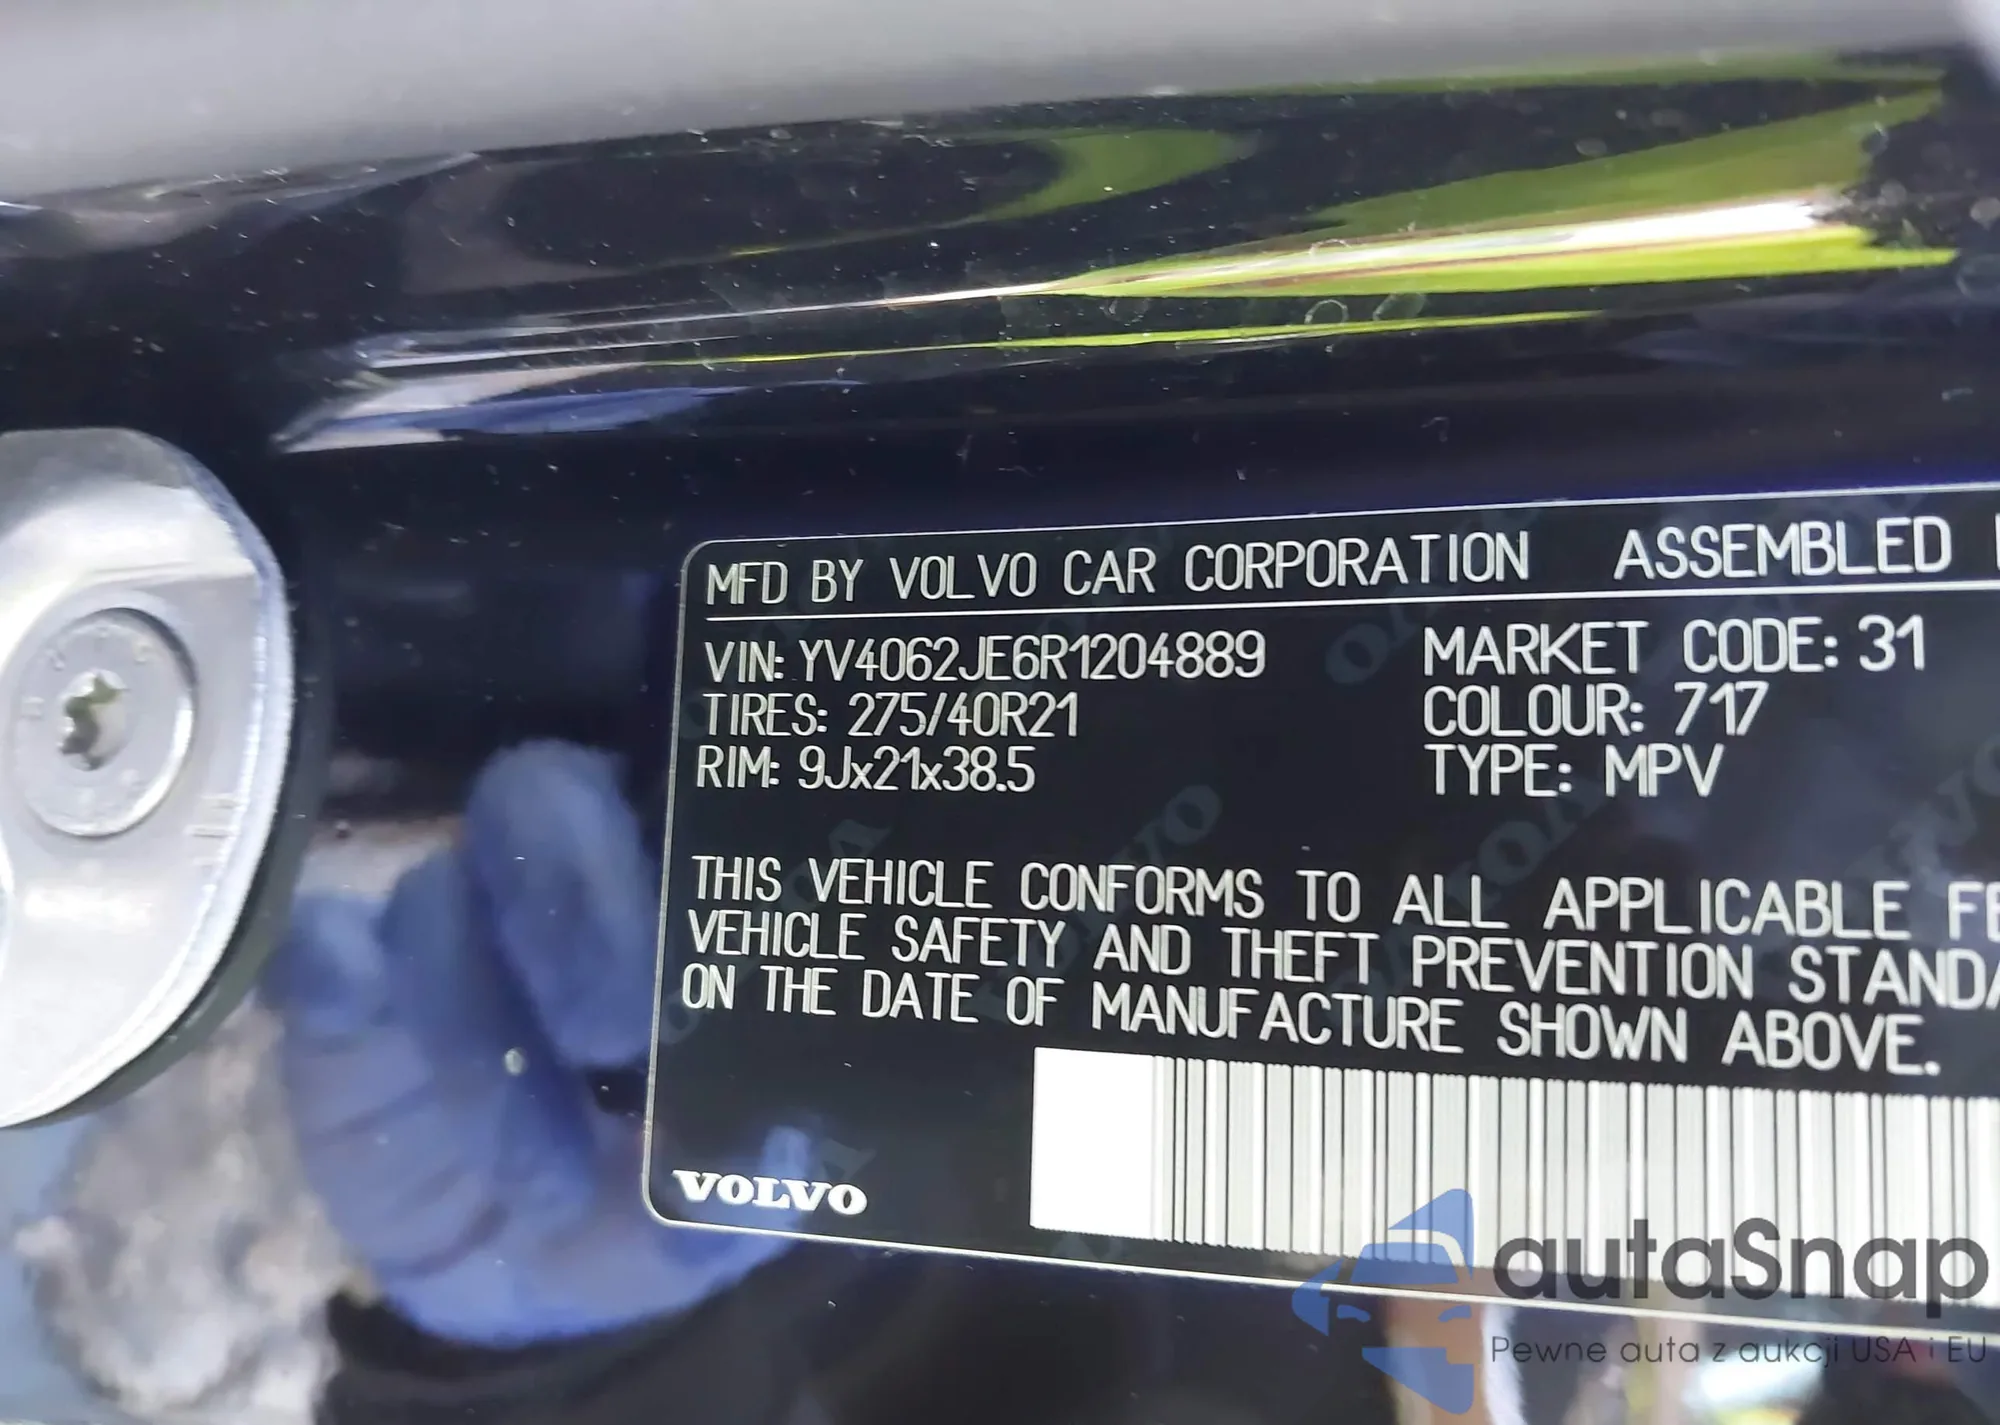 MFD BY VOLVO CAR CORPORATION ASSEMBLED
VIN: YV4062JE6R1204889 MARKET CODE: 31
TIRES: 275/40R21 COLOUR: 717
RIM: 9Jx21x38.5 TYPE: MPV
THIS VEHICLE CONFORMS TO ALL APPLICABLE FE
VEHICLE SAFETY AND THEFT PREVENTION STANDA
ON THE DATE OF MANUFACTURE SHOWN ABOVE.
VOLVO
autaSnap
Pewne auta z aukcji USA i EU